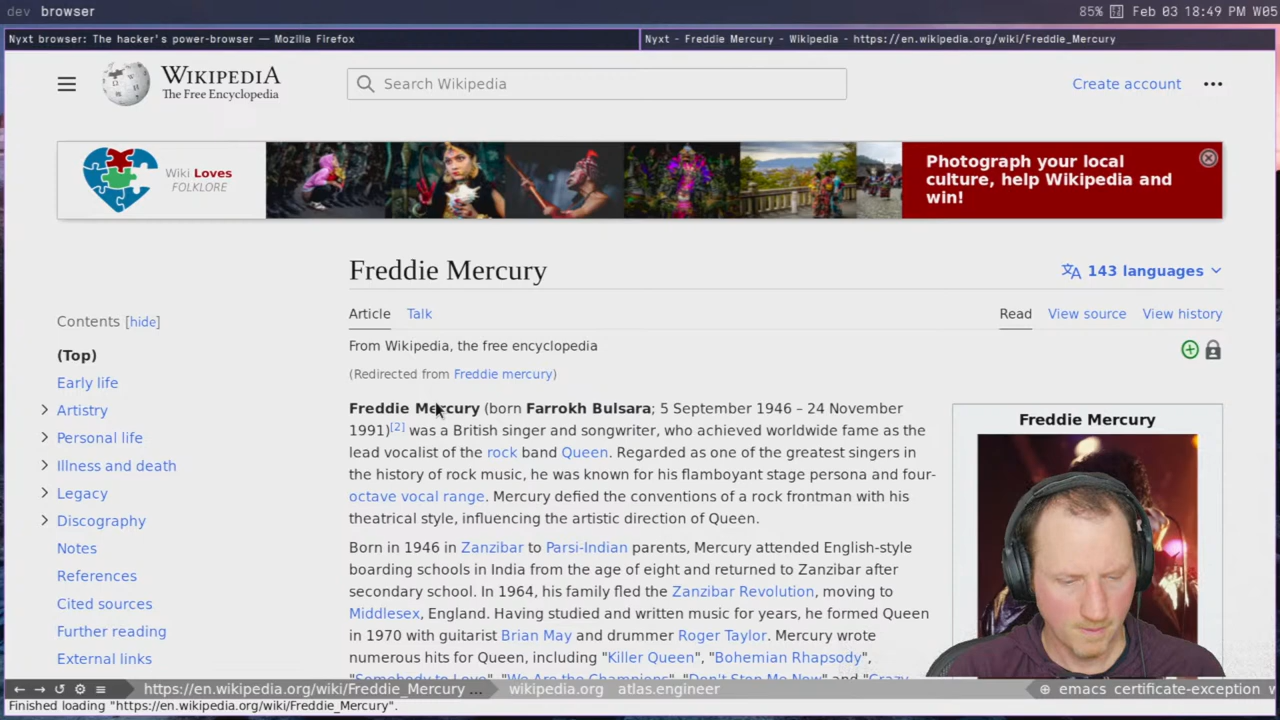 dev browser
85% Feb 03 18:49 PM W05
Nyxt browser: The hacker's power-browser — Mozilla Firefox
Nyxt - Freddie Mercury - Wikipedia - https://en.wikipedia.org/wiki/Freddie_Mercury
WIKIPEDIA
The Free Encyclopedia
Search Wikipedia
Create account
Wiki Loves
FOLKLORE
Photograph your local
culture, help Wikipedia and
win!
Freddie Mercury
143 languages
Contents [hide]
(Top)
Early life
Artistry
Personal life
Illness and death
Legacy
Discography
Notes
References
Cited sources
Further reading
External links
Article Talk
Read View source View history
From Wikipedia, the free encyclopedia
(Redirected from Freddie mercury)
Freddie Mercury (born Farrokh Bulsara; 5 September 1946 – 24 November
1991)[2] was a British singer and songwriter, who achieved worldwide fame as the
lead vocalist of the rock band Queen. Regarded as one of the greatest singers in
the history of rock music, he was known for his flamboyant stage persona and four-
octave vocal range. Mercury defied the conventions of a rock frontman with his
theatrical style, influencing the artistic direction of Queen.
Born in 1946 in Zanzibar to Parsi-Indian parents, Mercury attended English-style
boarding schools in India from the age of eight and returned to Zanzibar after
secondary school. In 1964, his family fled the Zanzibar Revolution, moving to
Middlesex, England. Having studied and written music for years, he formed Queen
in 1970 with guitarist Brian May and drummer Roger Taylor. Mercury wrote
numerous hits for Queen, including "Killer Queen", "Bohemian Rhapsody",
"Somebody to Love", "We Are the Champions", "Don't Stop Me Now" and "Crazy
Freddie Mercury
https://en.wikipedia.org/wiki/Freddie_Mercury ... wikipedia.org atlas.engineer
emacs certificate-exception
Finished loading "https://en.wikipedia.org/wiki/Freddie_Mercury".